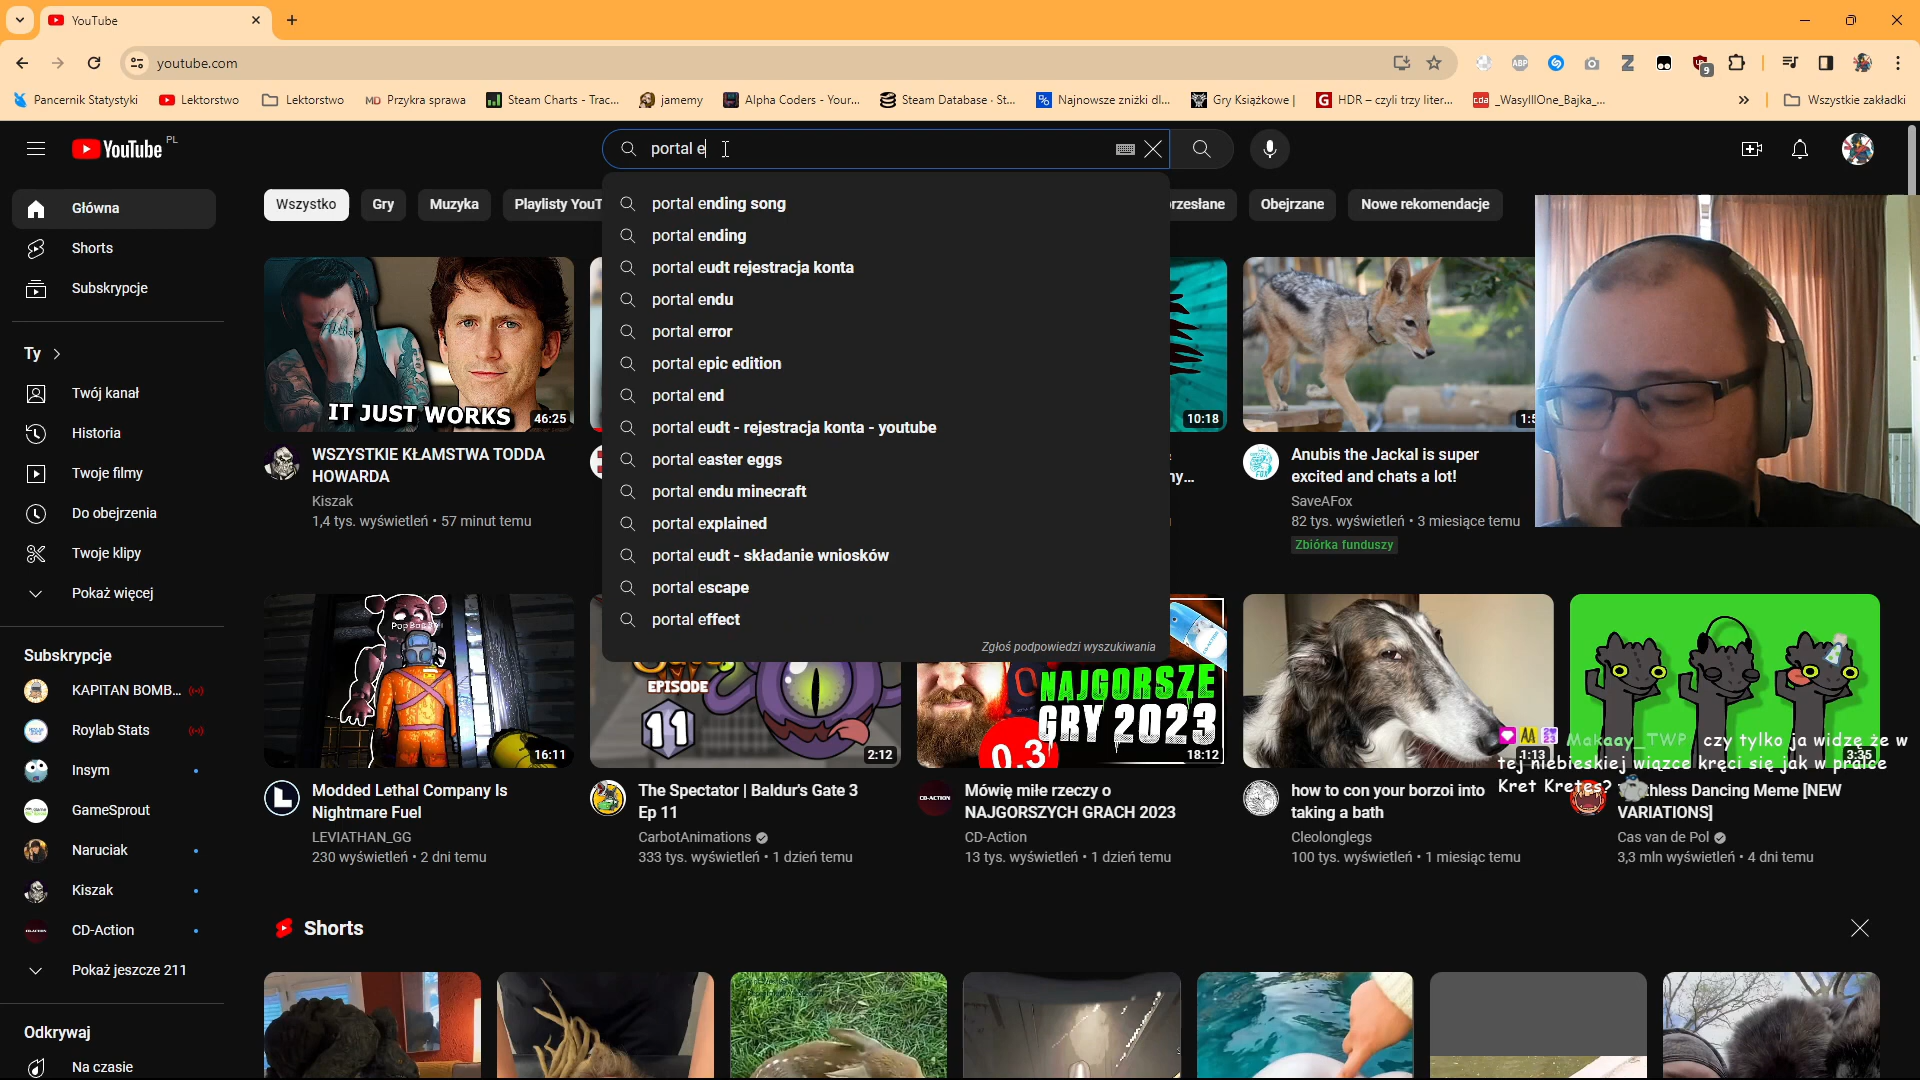 YouTube
youtube.com
9
Pancernik Statystyki
Lektorstwo
Lektorstwo
MD Przykra sprawa
Steam Charts - Trac...
jamemy
Alpha Coders - Your...
Steam Database · St...
Najnowsze zniżki dl...
Gry Książkowe |
HDR – czyli trzy liter...
_WasylllOne_Bajka_...
Wszystkie zakładki
YouTube PL
portal e
Główna
Shorts
Subskrypcje
Ty
Twój kanał
Historia
Twoje filmy
Do obejrzenia
Twoje klipy
Pokaż więcej
Subskrypcje
KAPITAN BOMB...
Roylab Stats
Insym
GameSprout
Naruciak
Kiszak
CD-Action
Pokaż jeszcze 211
Odkrywaj
Na czasie
Wszystko
Gry
Muzyka
Playlisty YouT
rzesłane
Obejrzane
Nowe rekomendacje
portal ending song
portal ending
portal eudt rejestracja konta
portal endu
portal error
portal epic edition
portal end
portal eudt - rejestracja konta - youtube
portal easter eggs
portal endu minecraft
portal explained
portal eudt - składanie wniosków
portal escape
portal effect
Zgłoś podpowiedzi wyszukiwania
IT JUST WORKS
46:25
WSZYSTKIE KŁAMSTWA TODDA
HOWARDA
Kiszak
1,4 tys. wyświetleń • 57 minut temu
10:18
ny...
1:5
Anubis the Jackal is super
excited and chats a lot!
SaveAFox
82 tys. wyświetleń • 3 miesiące temu
Zbiórka funduszy
16:11
Modded Lethal Company Is
Nightmare Fuel
LEVIATHAN_GG
230 wyświetleń • 2 dni temu
EPISODE
11
2:12
The Spectator | Baldur's Gate 3
Ep 11
CarbotAnimations
333 tys. wyświetleń • 1 dzień temu
NAJGORSZE
GRY 2023
0.3
18:12
Mówię miłe rzeczy o
NAJGORSZYCH GRACH 2023
CD-Action
13 tys. wyświetleń • 1 dzień temu
1:13
how to con your borzoi into
taking a bath
Cleolonglegs
100 tys. wyświetleń • 1 miesiąc temu
3:35
Makaay_TWP czy tylko ja widzę że w
tej niebieskiej wiązce kręci się jak w pralce
Kret Kretes?
thless Dancing Meme [NEW
VARIATIONS]
Cas van de Pol
3,3 mln wyświetleń • 4 dni temu
Shorts